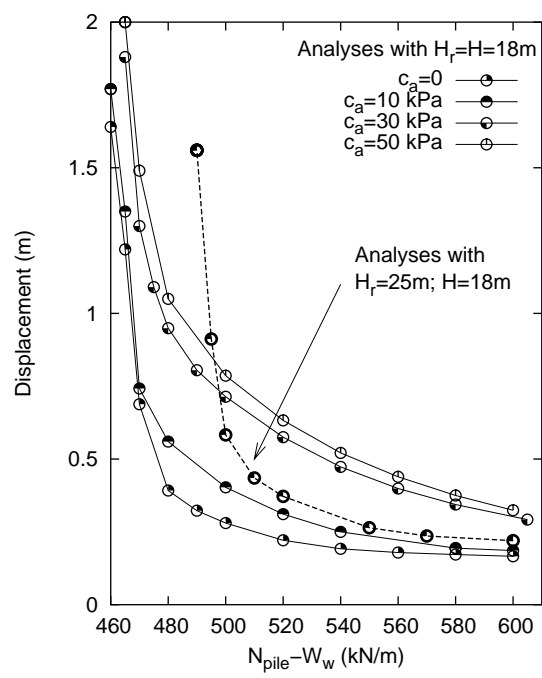 2
Analyses with H_r=H=18m
c_a=0
c_a=10 kPa
c_a=30 kPa
c_a=50 kPa
1.5
Analyses with
H_r=25m; H=18m
1
Displacement (m)
0.5
0
460 480 500 520 540 560 580 600
N_pile−W_w (kN/m)